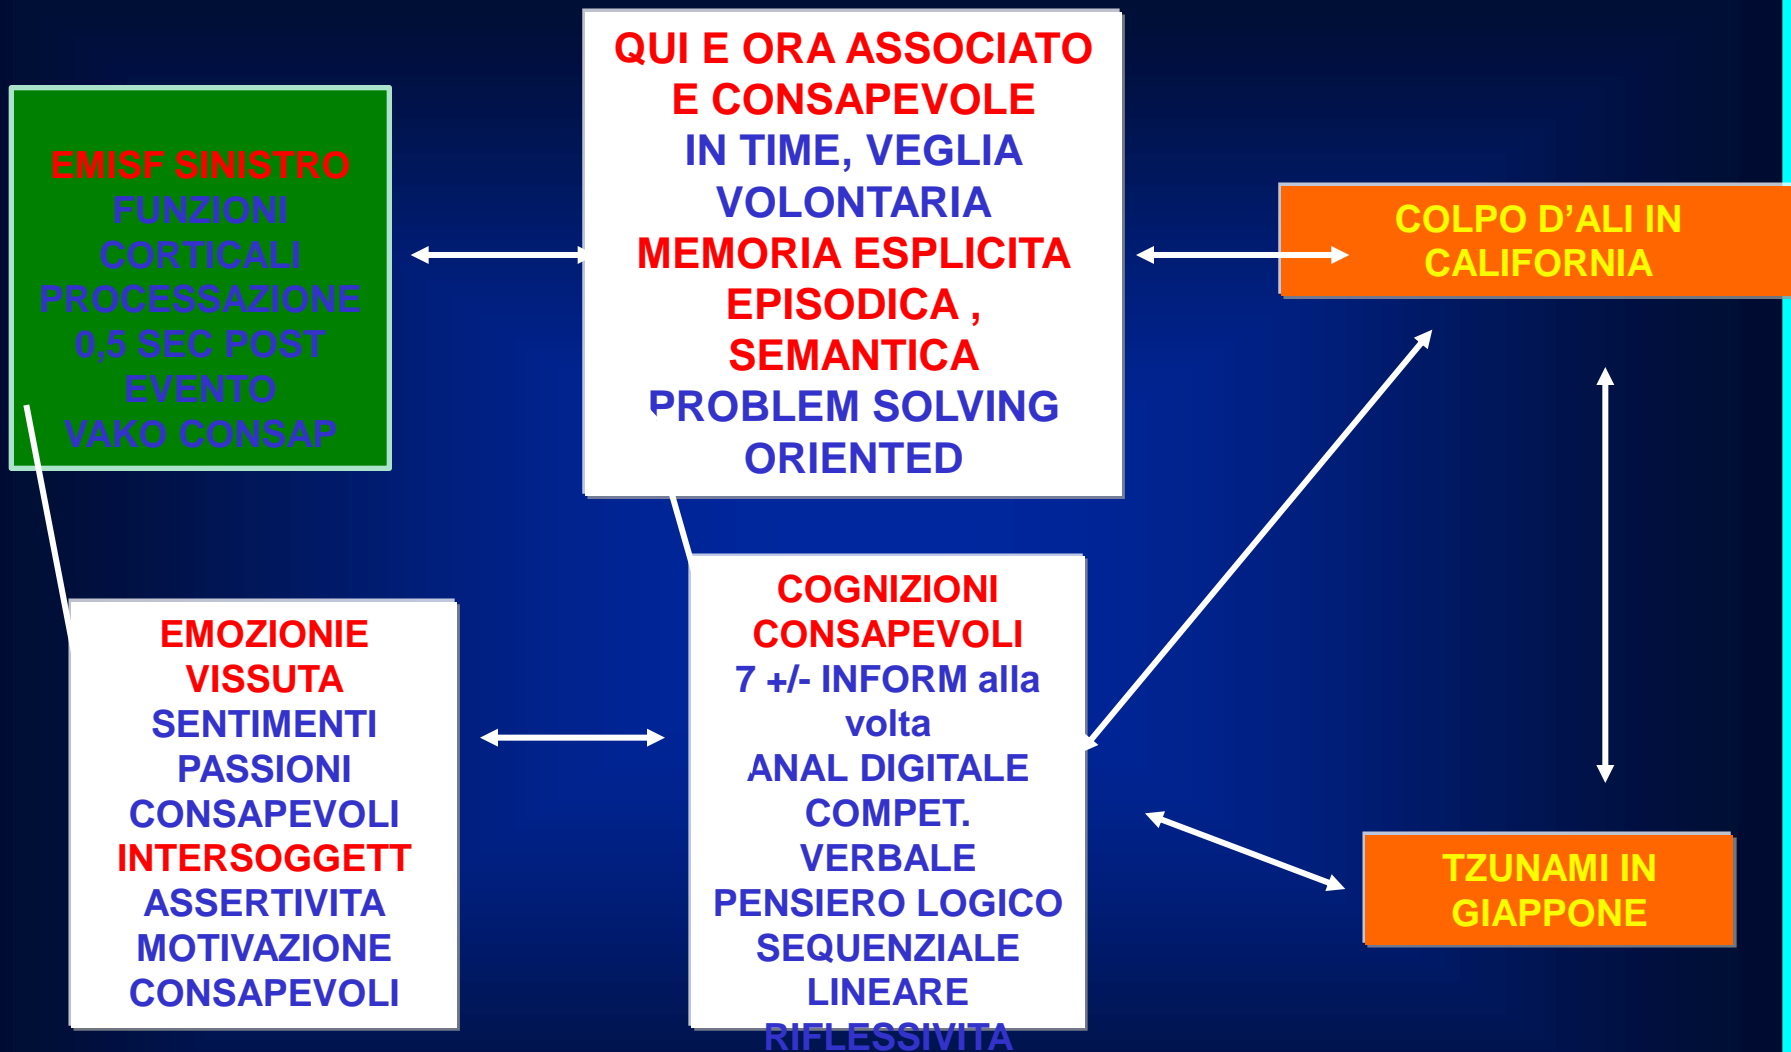 EMISF SINISTRO
FUNZIONI
CORTICALI
PROCESSAZIONE
0,5 SEC POST
EVENTO
VAKO CONSAP
QUI E ORA ASSOCIATO
E CONSAPEVOLE
IN TIME, VEGLIA
VOLONTARIA
MEMORIA ESPLICITA
EPISODICA ,
SEMANTICA
PROBLEM SOLVING
ORIENTED
COLPO D’ALI IN
CALIFORNIA
EMOZIONIE
VISSUTA
SENTIMENTI
PASSIONI
CONSAPEVOLI
INTERSOGGETT
ASSERTIVITA
MOTIVAZIONE
CONSAPEVOLI
COGNIZIONI
CONSAPEVOLI
7 +/- INFORM alla
volta
ANAL DIGITALE
COMPET.
VERBALE
PENSIERO LOGICO
SEQUENZIALE
LINEARE
RIFLESSIVITA
TZUNAMI IN
GIAPPONE